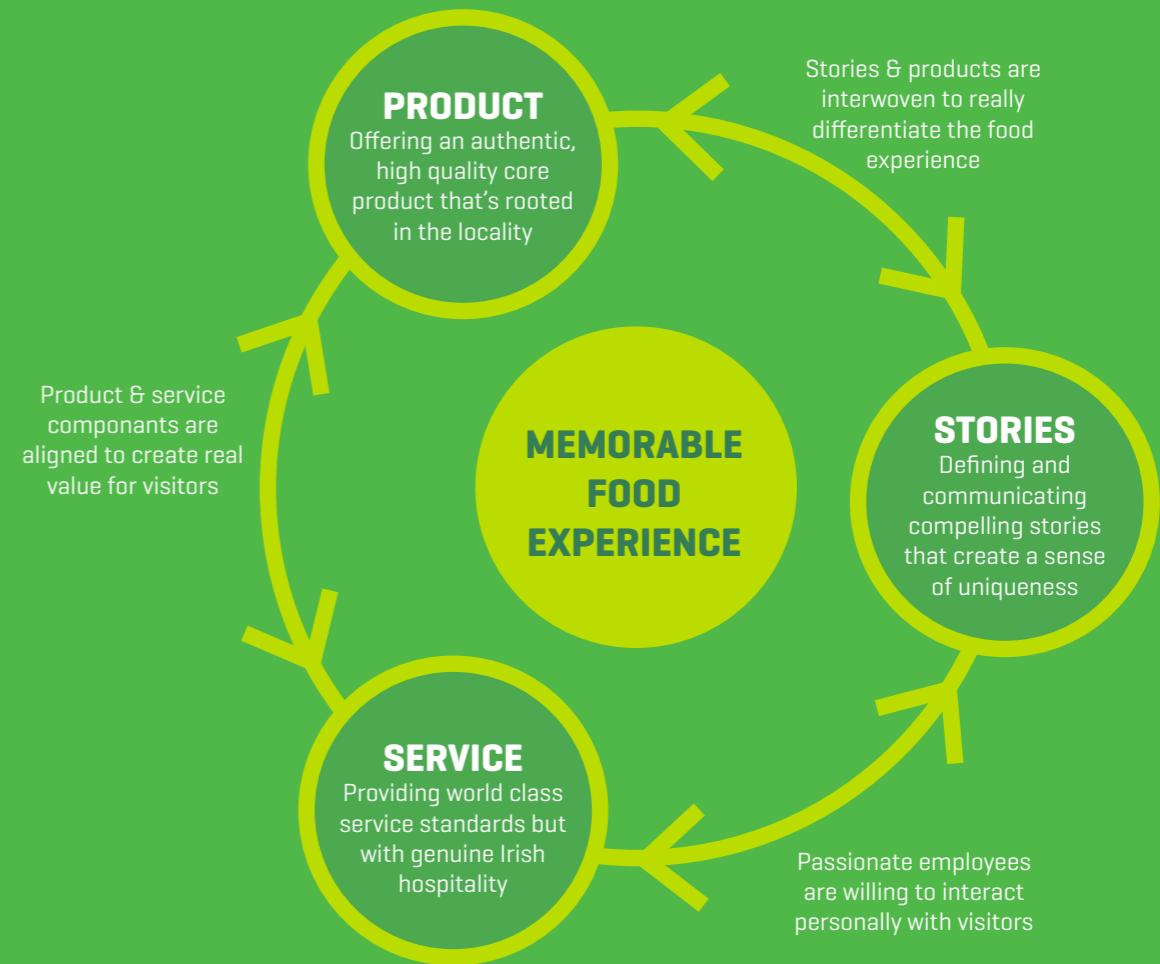 PRODUCT
Offering an authentic,
high quality core
product that's rooted
in the locality
Stories & products are
interwoven to really
differentiate the food
experience
Product & service
componants are
aligned to create real
value for visitors
MEMORABLE
FOOD
EXPERIENCE
STORIES
Defining and
communicating
compelling stories
that create a sense
of uniqueness
SERVICE
Providing world class
service standards but
with genuine Irish
hospitality
Passionate employees
are willing to interact
personally with visitors